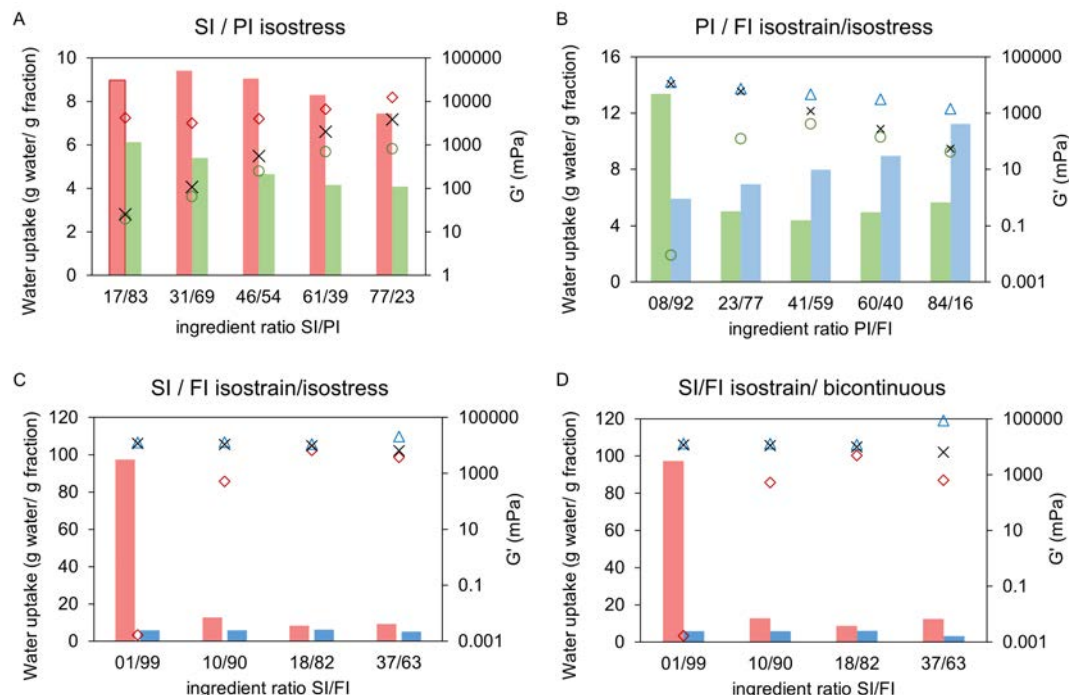 A
SI / PI isostress
Water uptake (g water/ g fraction)
10
8
6
4
2
0
100000
10000
1000
100
10
1
G' (mPa)
17/83 31/69 46/54 61/39 77/23
ingredient ratio SI/PI
B
PI / FI isostrain/isostress
Water uptake (g water/ g fraction)
16
12
8
4
0
100000
1000
10
0.1
0.001
G' (mPa)
08/92 23/77 41/59 60/40 84/16
ingredient ratio PI/FI
C
SI / FI isostrain/isostress
Water uptake (g water/ g fraction)
120
100
80
60
40
20
0
100000
1000
10
0.1
0.001
G' (mPa)
01/99 10/90 18/82 37/63
ingredient ratio SI/FI
D
SI/FI isostrain/ bicontinuous
Water uptake (g water/ g fraction)
120
100
80
60
40
20
0
100000
1000
10
0.1
0.001
G' (mPa)
01/99 10/90 18/82 37/63
ingredient ratio SI/FI